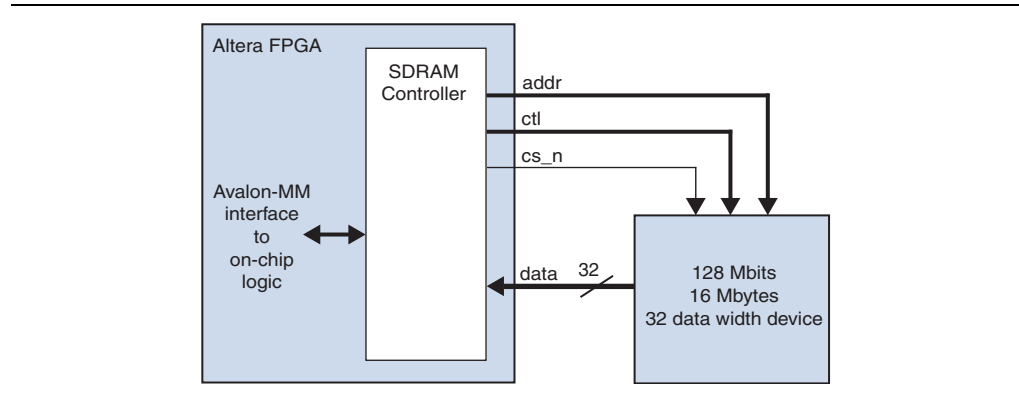 Altera FPGA
SDRAM
Controller
addr
ctl
cs_n
Avalon-MM
interface
to
on-chip
logic
data
32
128 Mbits
16 Mbytes
32 data width device